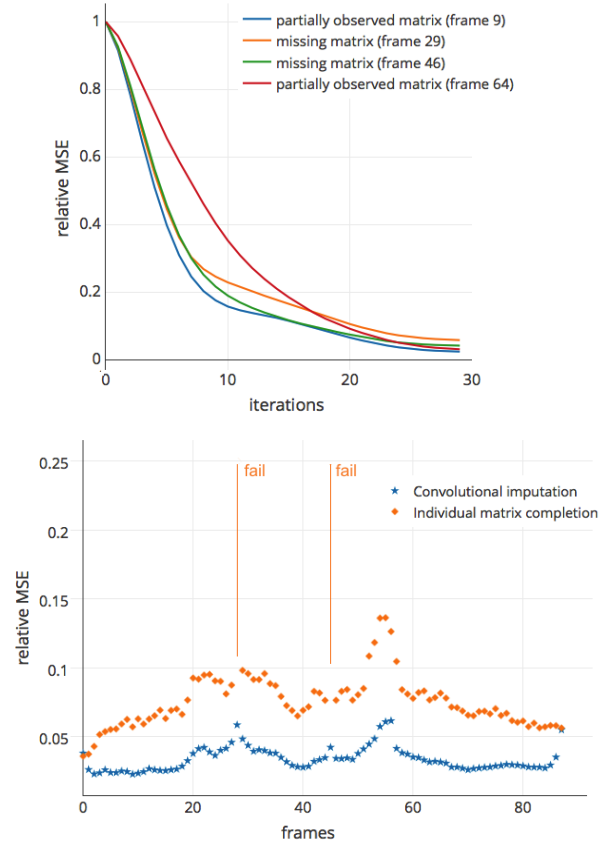 1
partially observed matrix (frame 9)
missing matrix (frame 29)
missing matrix (frame 46)
partially observed matrix (frame 64)
0.8
0.6
0.4
0.2
0
relative MSE
0 10 20 30
iterations
0.25
fail fail
Convolutional imputation
Individual matrix completion
0.2
0.15
0.1
0.05
relative MSE
0 20 40 60 80
frames